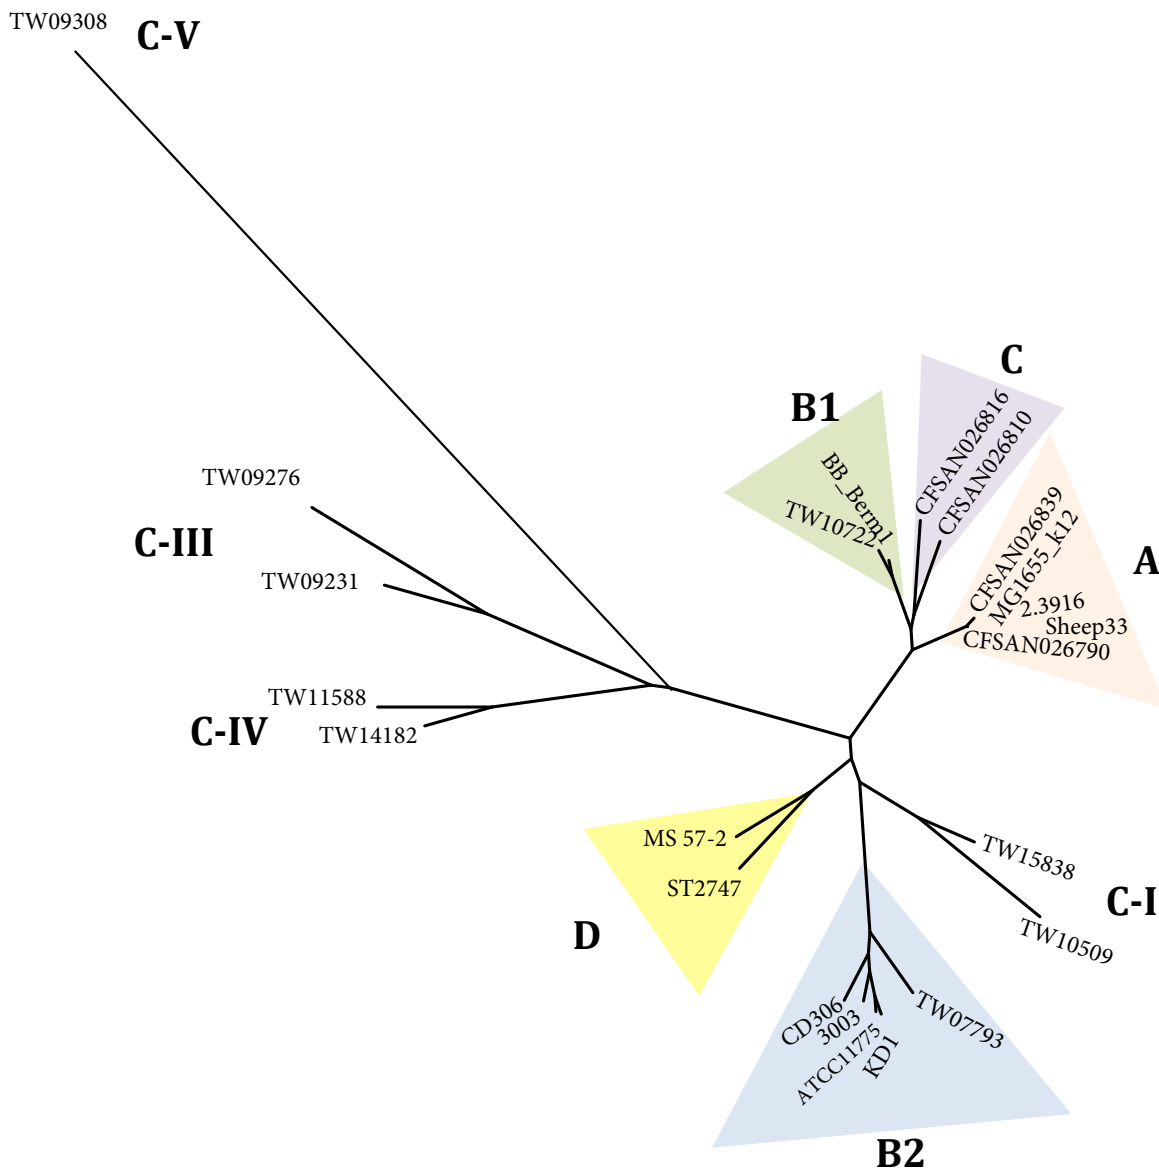 TW09308
C-V
C
B1
CFSAN026816
CFSAN026810
BB_Berm1
TW10722
TW09276
C-III
TW09231
CFSAN026839
MG1655_k12
A
2.3916
Sheep33
CFSAN026790
TW11588
C-IV
TW14182
MS 57-2
ST2747
D
TW15838
C-I
TW10509
CD306
3003
ATCC11775
KD1
TW07793
B2